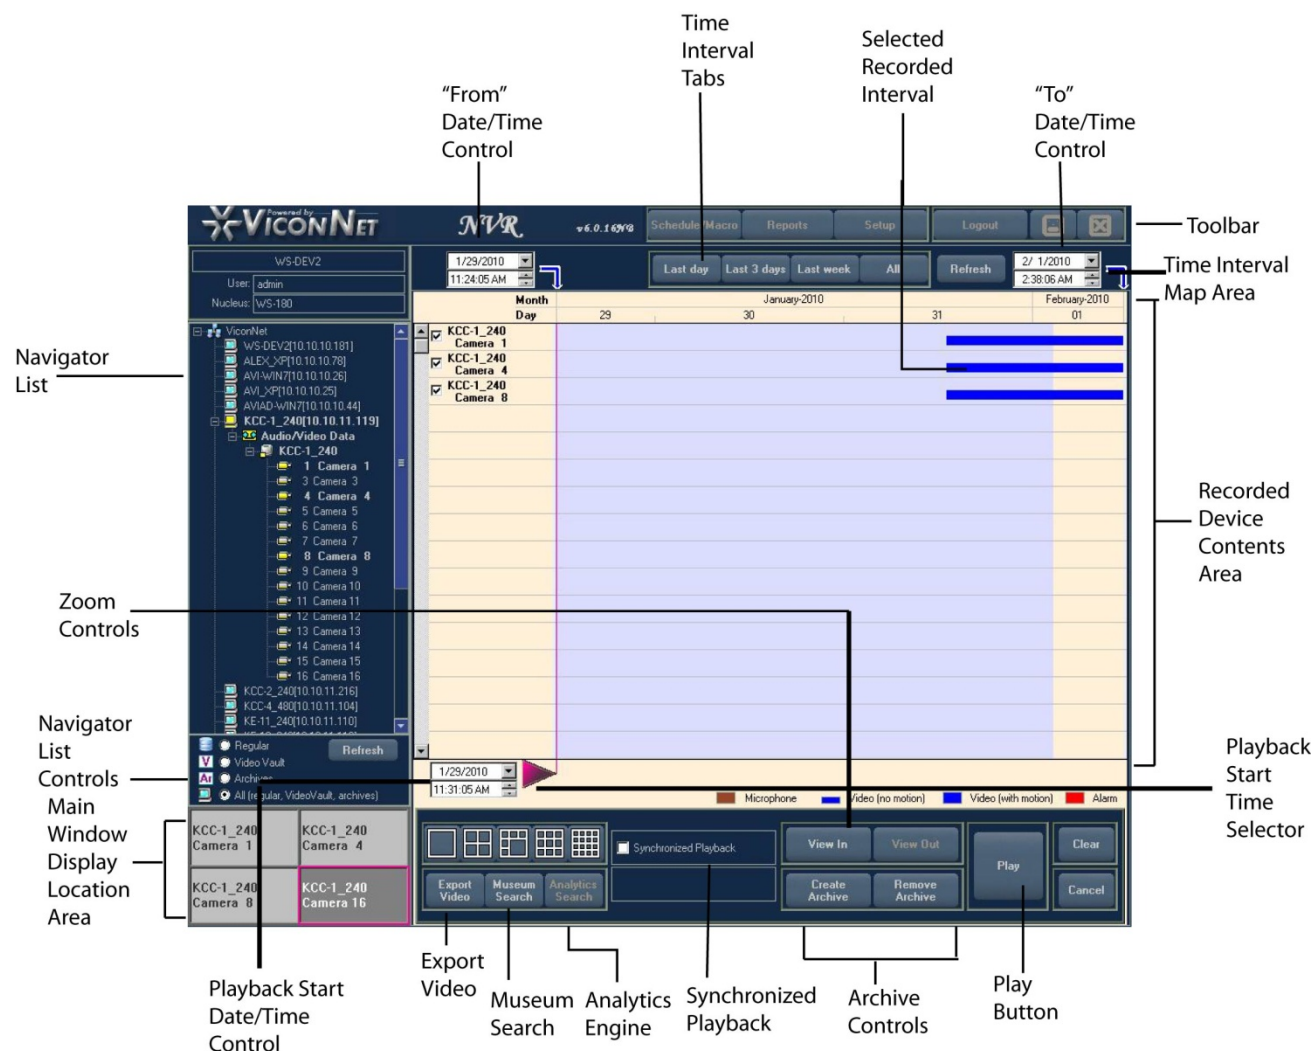 Time
Interval
Tabs
Selected
Recorded
Interval
"From"
Date/Time
Control
"To"
Date/Time
Control
Powered by
VICONNET
NVR
v6.0.16NB
Schedule/Macro
Reports
Setup
Logout
Toolbar
WS-DEV2
User: admin
Nucleus: WS-180
1/29/2010
11:24:05 AM
Last day
Last 3 days
Last week
All
Refresh
2/ 1/2010
2:38:06 AM
Time Interval
Map Area
Month January-2010 February-2010
Day 29 30 31 01
Navigator
List
ViconNet
WS-DEV2[10.10.10.181]
ALEX_XP[10.10.10.78]
AVI-WIN7[10.10.10.26]
AVI_XP[10.10.10.25]
AVIAD-WIN7[10.10.10.44]
KCC-1_240[10.10.11.119]
Audio/Video Data
KCC-1_240
1 Camera 1
3 Camera 3
4 Camera 4
5 Camera 5
6 Camera 6
7 Camera 7
8 Camera 8
9 Camera 9
10 Camera 10
11 Camera 11
12 Camera 12
13 Camera 13
14 Camera 14
15 Camera 15
16 Camera 16
KCC-2_240[10.10.11.216]
KCC-4_480[10.10.11.104]
KE-11_240[10.10.11.110]
KCC-1_240
Camera 1
KCC-1_240
Camera 4
KCC-1_240
Camera 8
Recorded
Device
Contents
Area
Zoom
Controls
Navigator
List
Controls
Regular
Refresh
Video Vault
Archives
All (regular, VideoVault, archives)
1/29/2010
11:31:05 AM
Microphone
Video (no motion)
Video (with motion)
Alarm
Playback
Start
Time
Selector
Main
Window
Display
Location
Area
KCC-1_240
Camera 1
KCC-1_240
Camera 4
KCC-1_240
Camera 8
KCC-1_240
Camera 16
Synchronized Playback
View In
View Out
Play
Clear
Export
Video
Museum
Search
Analytics
Search
Create
Archive
Remove
Archive
Cancel
Playback Start
Date/Time
Control
Export
Video
Museum
Search
Analytics
Engine
Synchronized
Playback
Archive
Controls
Play
Button